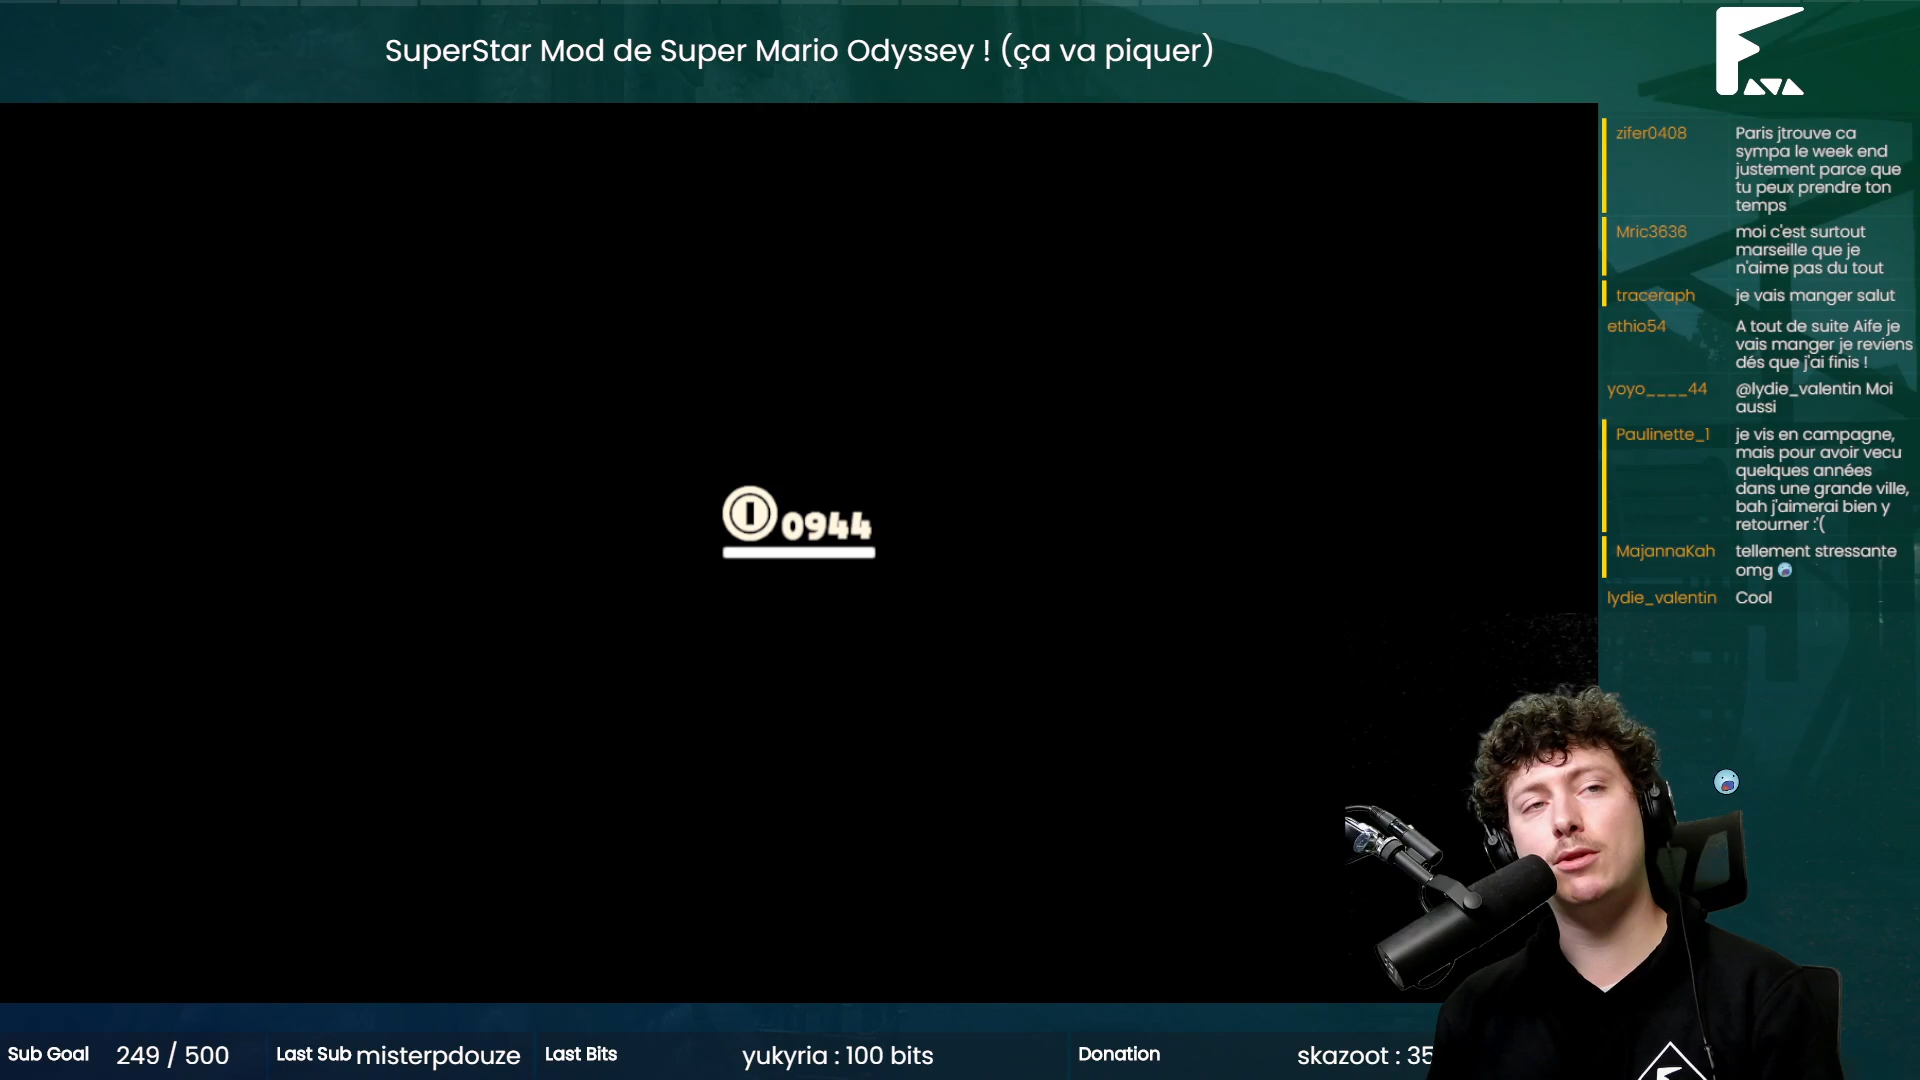 SuperStar Mod de Super Mario Odyssey ! (ça va piquer)
zifer0408 Paris jtrouve ca
sympa le week end
justement parce que
tu peux prendre ton
temps
Mric3636 moi c'est surtout
marseille que je
n'aime pas du tout
traceraph je vais manger salut
ethio54 A tout de suite Aife je
vais manger je reviens
dés que j'ai finis !
yoyo____44 @lydie_valentin Moi
aussi
Paulinette_1 je vis en campagne,
mais pour avoir vecu
quelques années
dans une grande ville,
bah j'aimerai bien y
retourner :'(
MajannaKah tellement stressante
omg
lydie_valentin Cool
0944
Sub Goal 249 / 500 Last Sub misterpdouze Last Bits yukyria : 100 bits Donation skazoot : 35